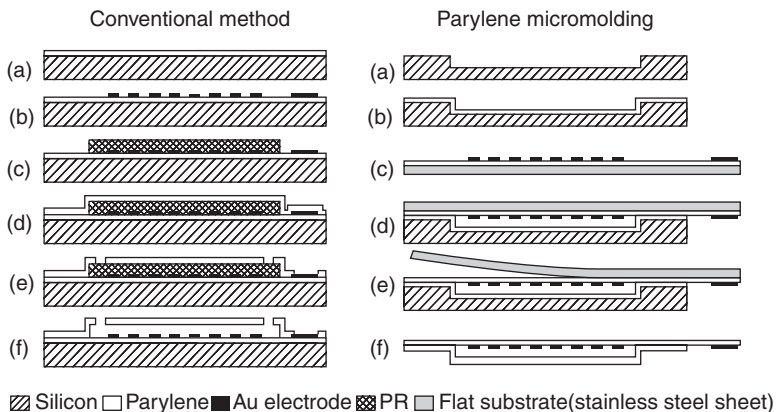 Conventional method
(a)
(b)
(c)
(d)
(e)
(f)
Parylene micromolding
(a)
(b)
(c)
(d)
(e)
(f)
Silicon Parylene Au electrode PR Flat substrate(stainless steel sheet)